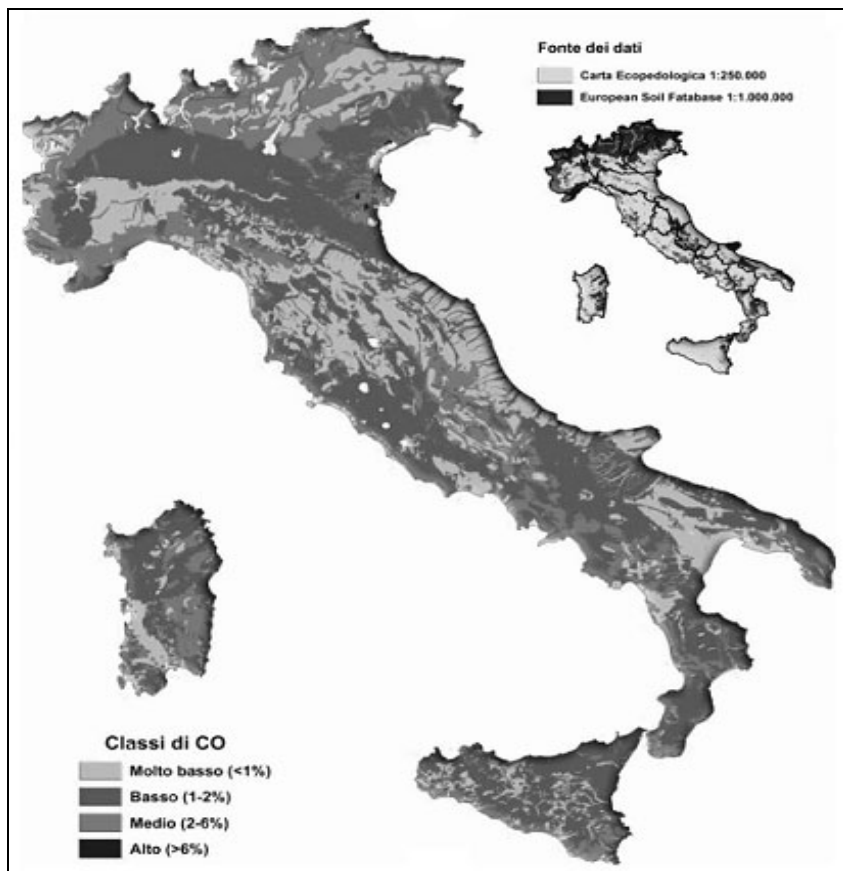 Fonte dei dati
Carta Ecopedologica 1:250.000
European Soil Fatabase 1:1.000.000
Classi di CO
Molto basso (<1%)
Basso (1-2%)
Medio (2-6%)
Alto (>6%)